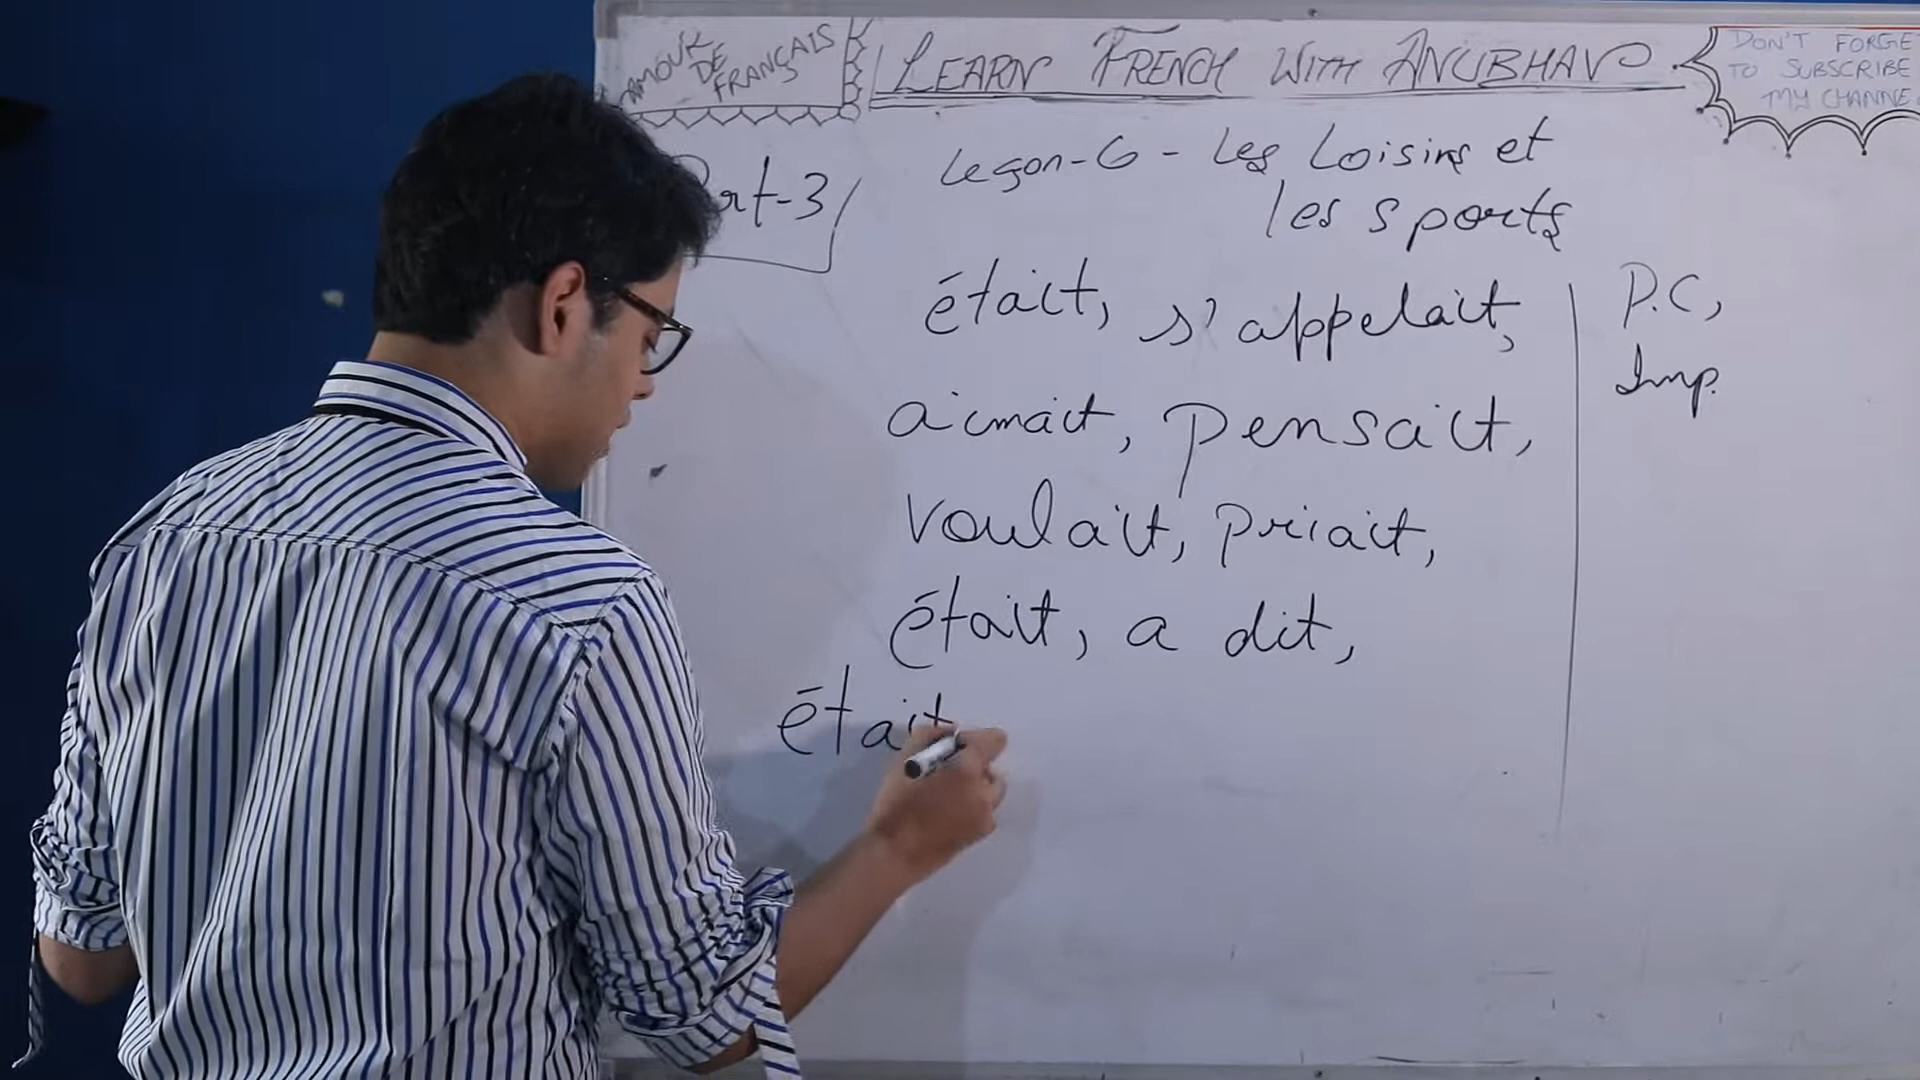 AMOUR
DE
FRANÇAIS
LEARN FRENCH WITH ANUBHAV
DON'T FORGET
TO SUBSCRIBE
MY CHANNEL
Part-3
Leçon-6 - Les Loisirs et
les sports
était, s'appelait,
aimait, pensait,
voulait, priait,
était, a dit,
était
P.C,
Imp.